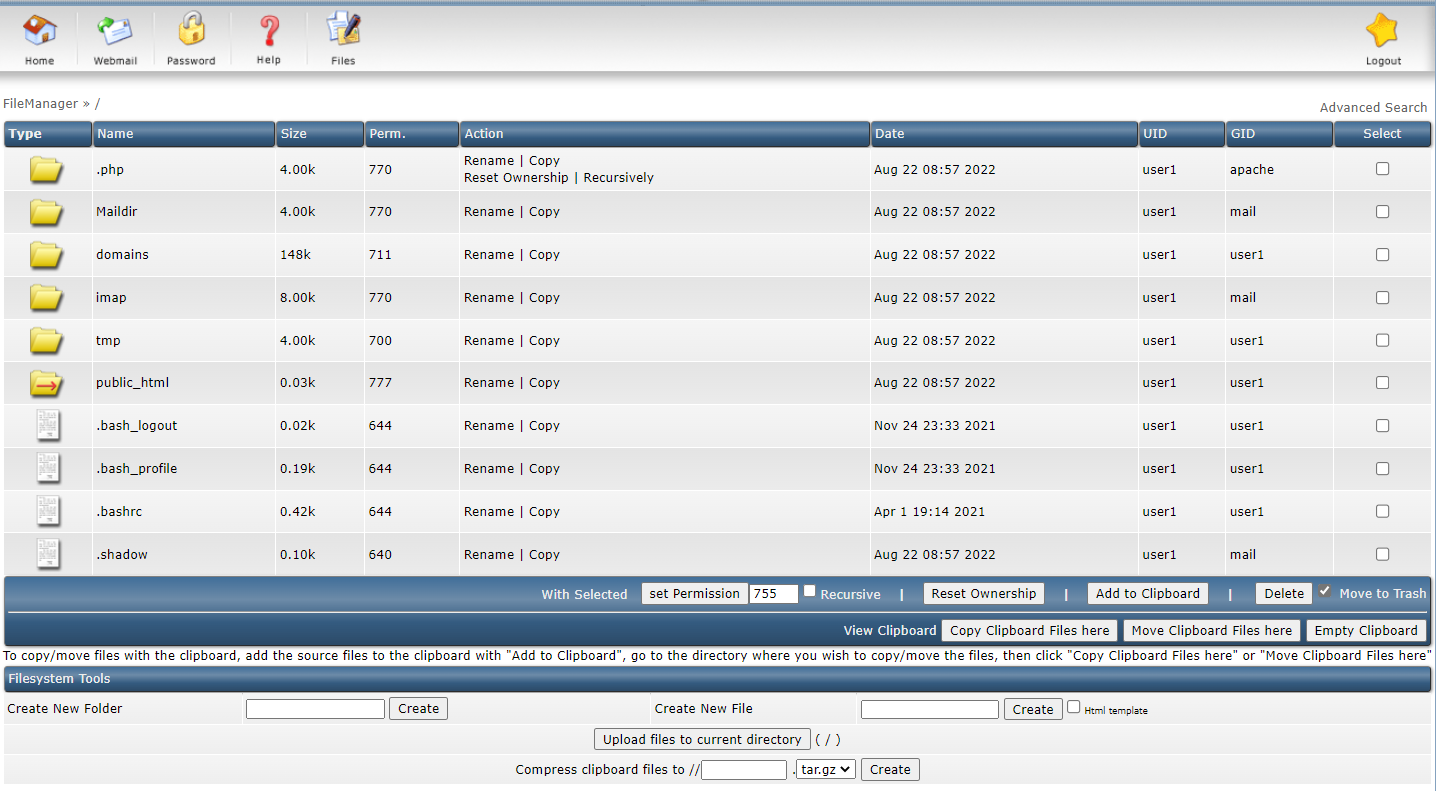 Home Webmail Password Help Files Logout
FileManager » /
Advanced Search
Type Name Size Perm. Action Date UID GID Select
.php 4.00k 770 Rename | Copy Aug 22 08:57 2022 user1 apache
Reset Ownership | Recursively
Maildir 4.00k 770 Rename | Copy Aug 22 08:57 2022 user1 mail
domains 148k 711 Rename | Copy Aug 22 08:57 2022 user1 user1
imap 8.00k 770 Rename | Copy Aug 22 08:57 2022 user1 mail
tmp 4.00k 700 Rename | Copy Aug 22 08:57 2022 user1 user1
public_html 0.03k 777 Rename | Copy Aug 22 08:57 2022 user1 user1
.bash_logout 0.02k 644 Rename | Copy Nov 24 23:33 2021 user1 user1
.bash_profile 0.19k 644 Rename | Copy Nov 24 23:33 2021 user1 user1
.bashrc 0.42k 644 Rename | Copy Apr 1 19:14 2021 user1 user1
.shadow 0.10k 640 Rename | Copy Aug 22 08:57 2022 user1 mail
With Selected set Permission 755 Recursive | Reset Ownership | Add to Clipboard | Delete Move to Trash
View Clipboard Copy Clipboard Files here Move Clipboard Files here Empty Clipboard
To copy/move files with the clipboard, add the source files to the clipboard with "Add to Clipboard", go to the directory where you wish to copy/move the files, then click "Copy Clipboard Files here" or "Move Clipboard Files here"
Filesystem Tools
Create New Folder Create Create New File Create Html template
Upload files to current directory ( / )
Compress clipboard files to // . tar.gz Create